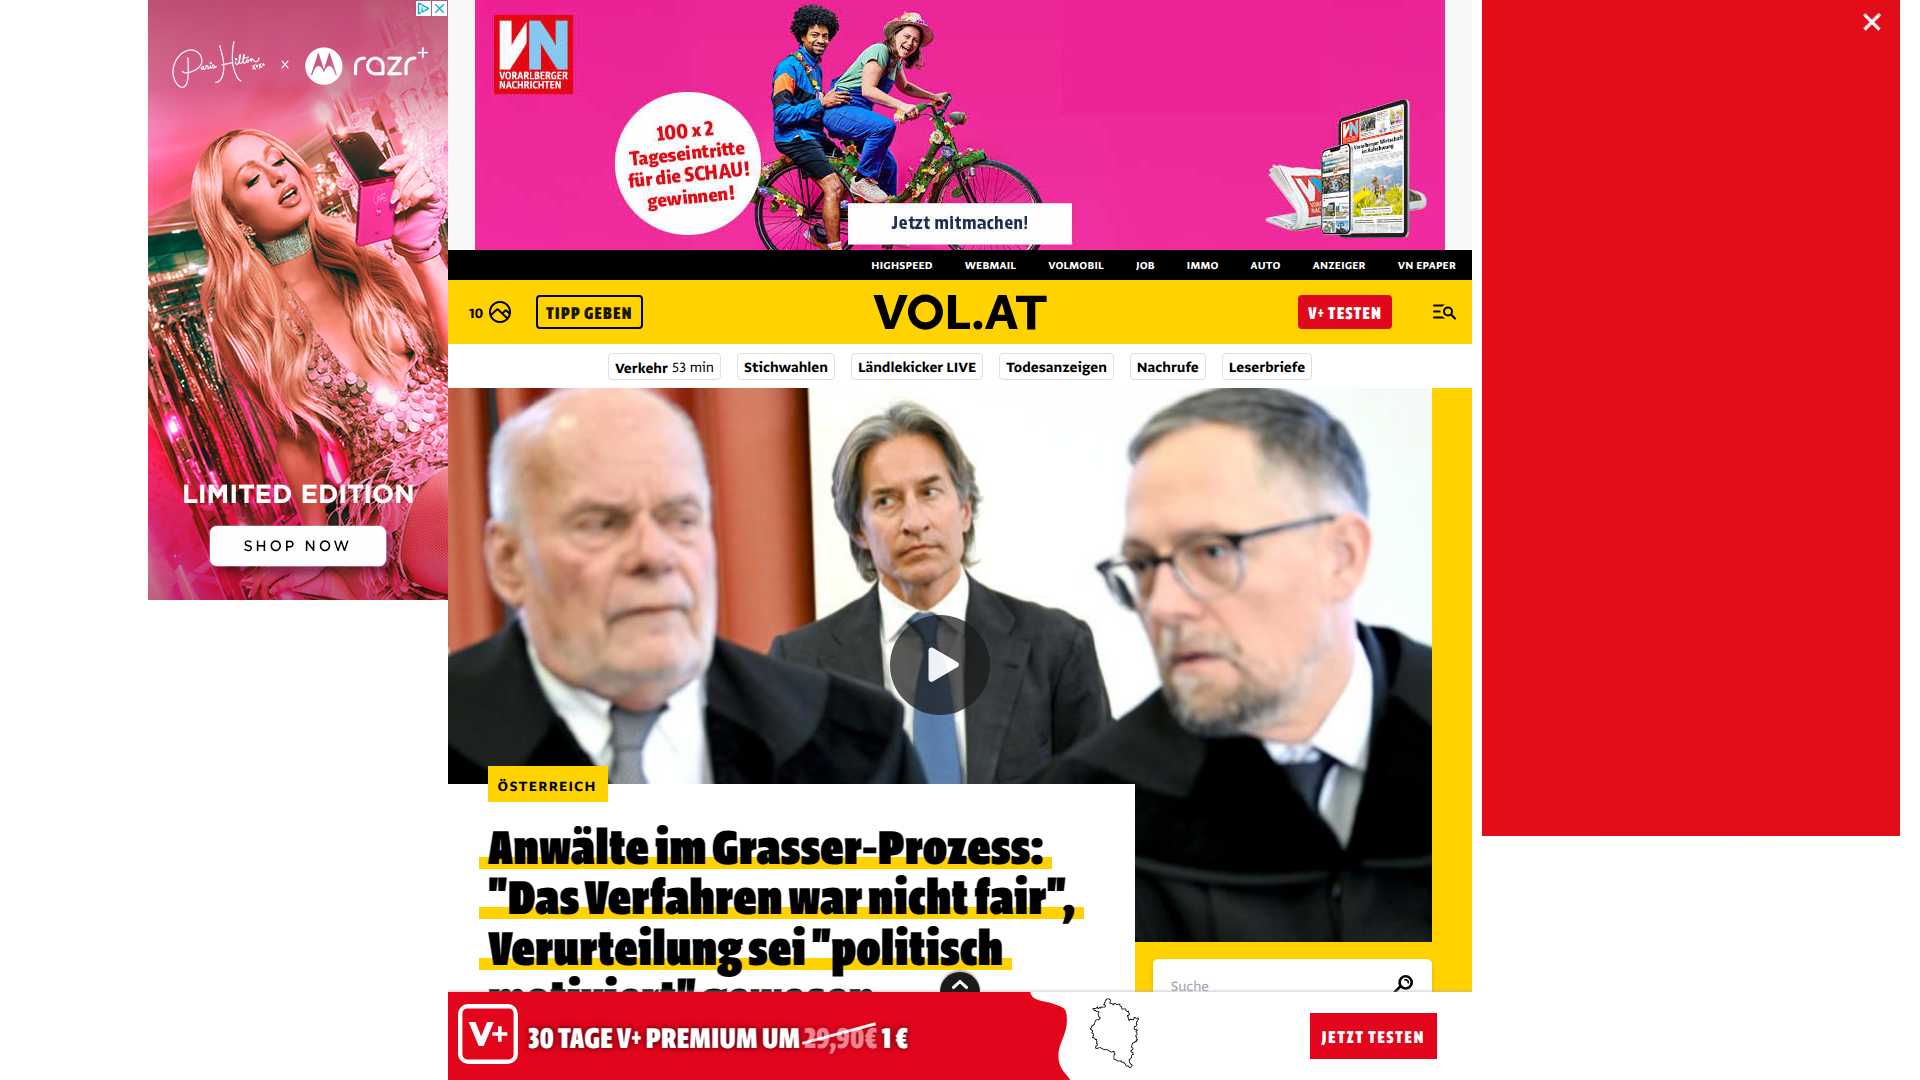 Paris Hilton x razr+
LIMITED EDITION
SHOP NOW
VN
VORARLBERGER
NACHRICHTEN
100 x 2
Tageseintritte
für die SCHAU!
gewinnen!
Jetzt mitmachen!
HIGHSPEED WEBMAIL VOLMOBIL JOB IMMO AUTO ANZEIGER VN EPAPER
10 TIPP GEBEN VOL.AT V+ TESTEN
Verkehr 53 min Stichwahlen Ländlekicker LIVE Todesanzeigen Nachrufe Leserbriefe
ÖSTERREICH
Anwälte im Grasser-Prozess:
"Das Verfahren war nicht fair",
Verurteilung sei "politisch
motiviert" gewesen
Suche
V+ 30 TAGE V+ PREMIUM UM 29,90€ 1 € JETZT TESTEN